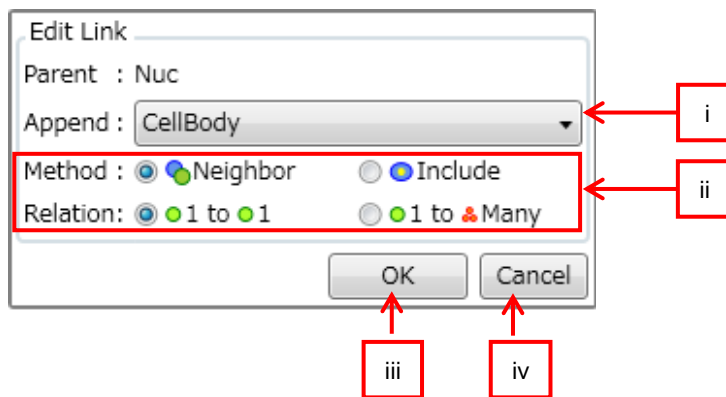 Edit Link
Parent : Nuc
Append : CellBody
i
Method : Neighbor Include
ii
Relation: 1 to 1 1 to Many
OK Cancel
iii iv